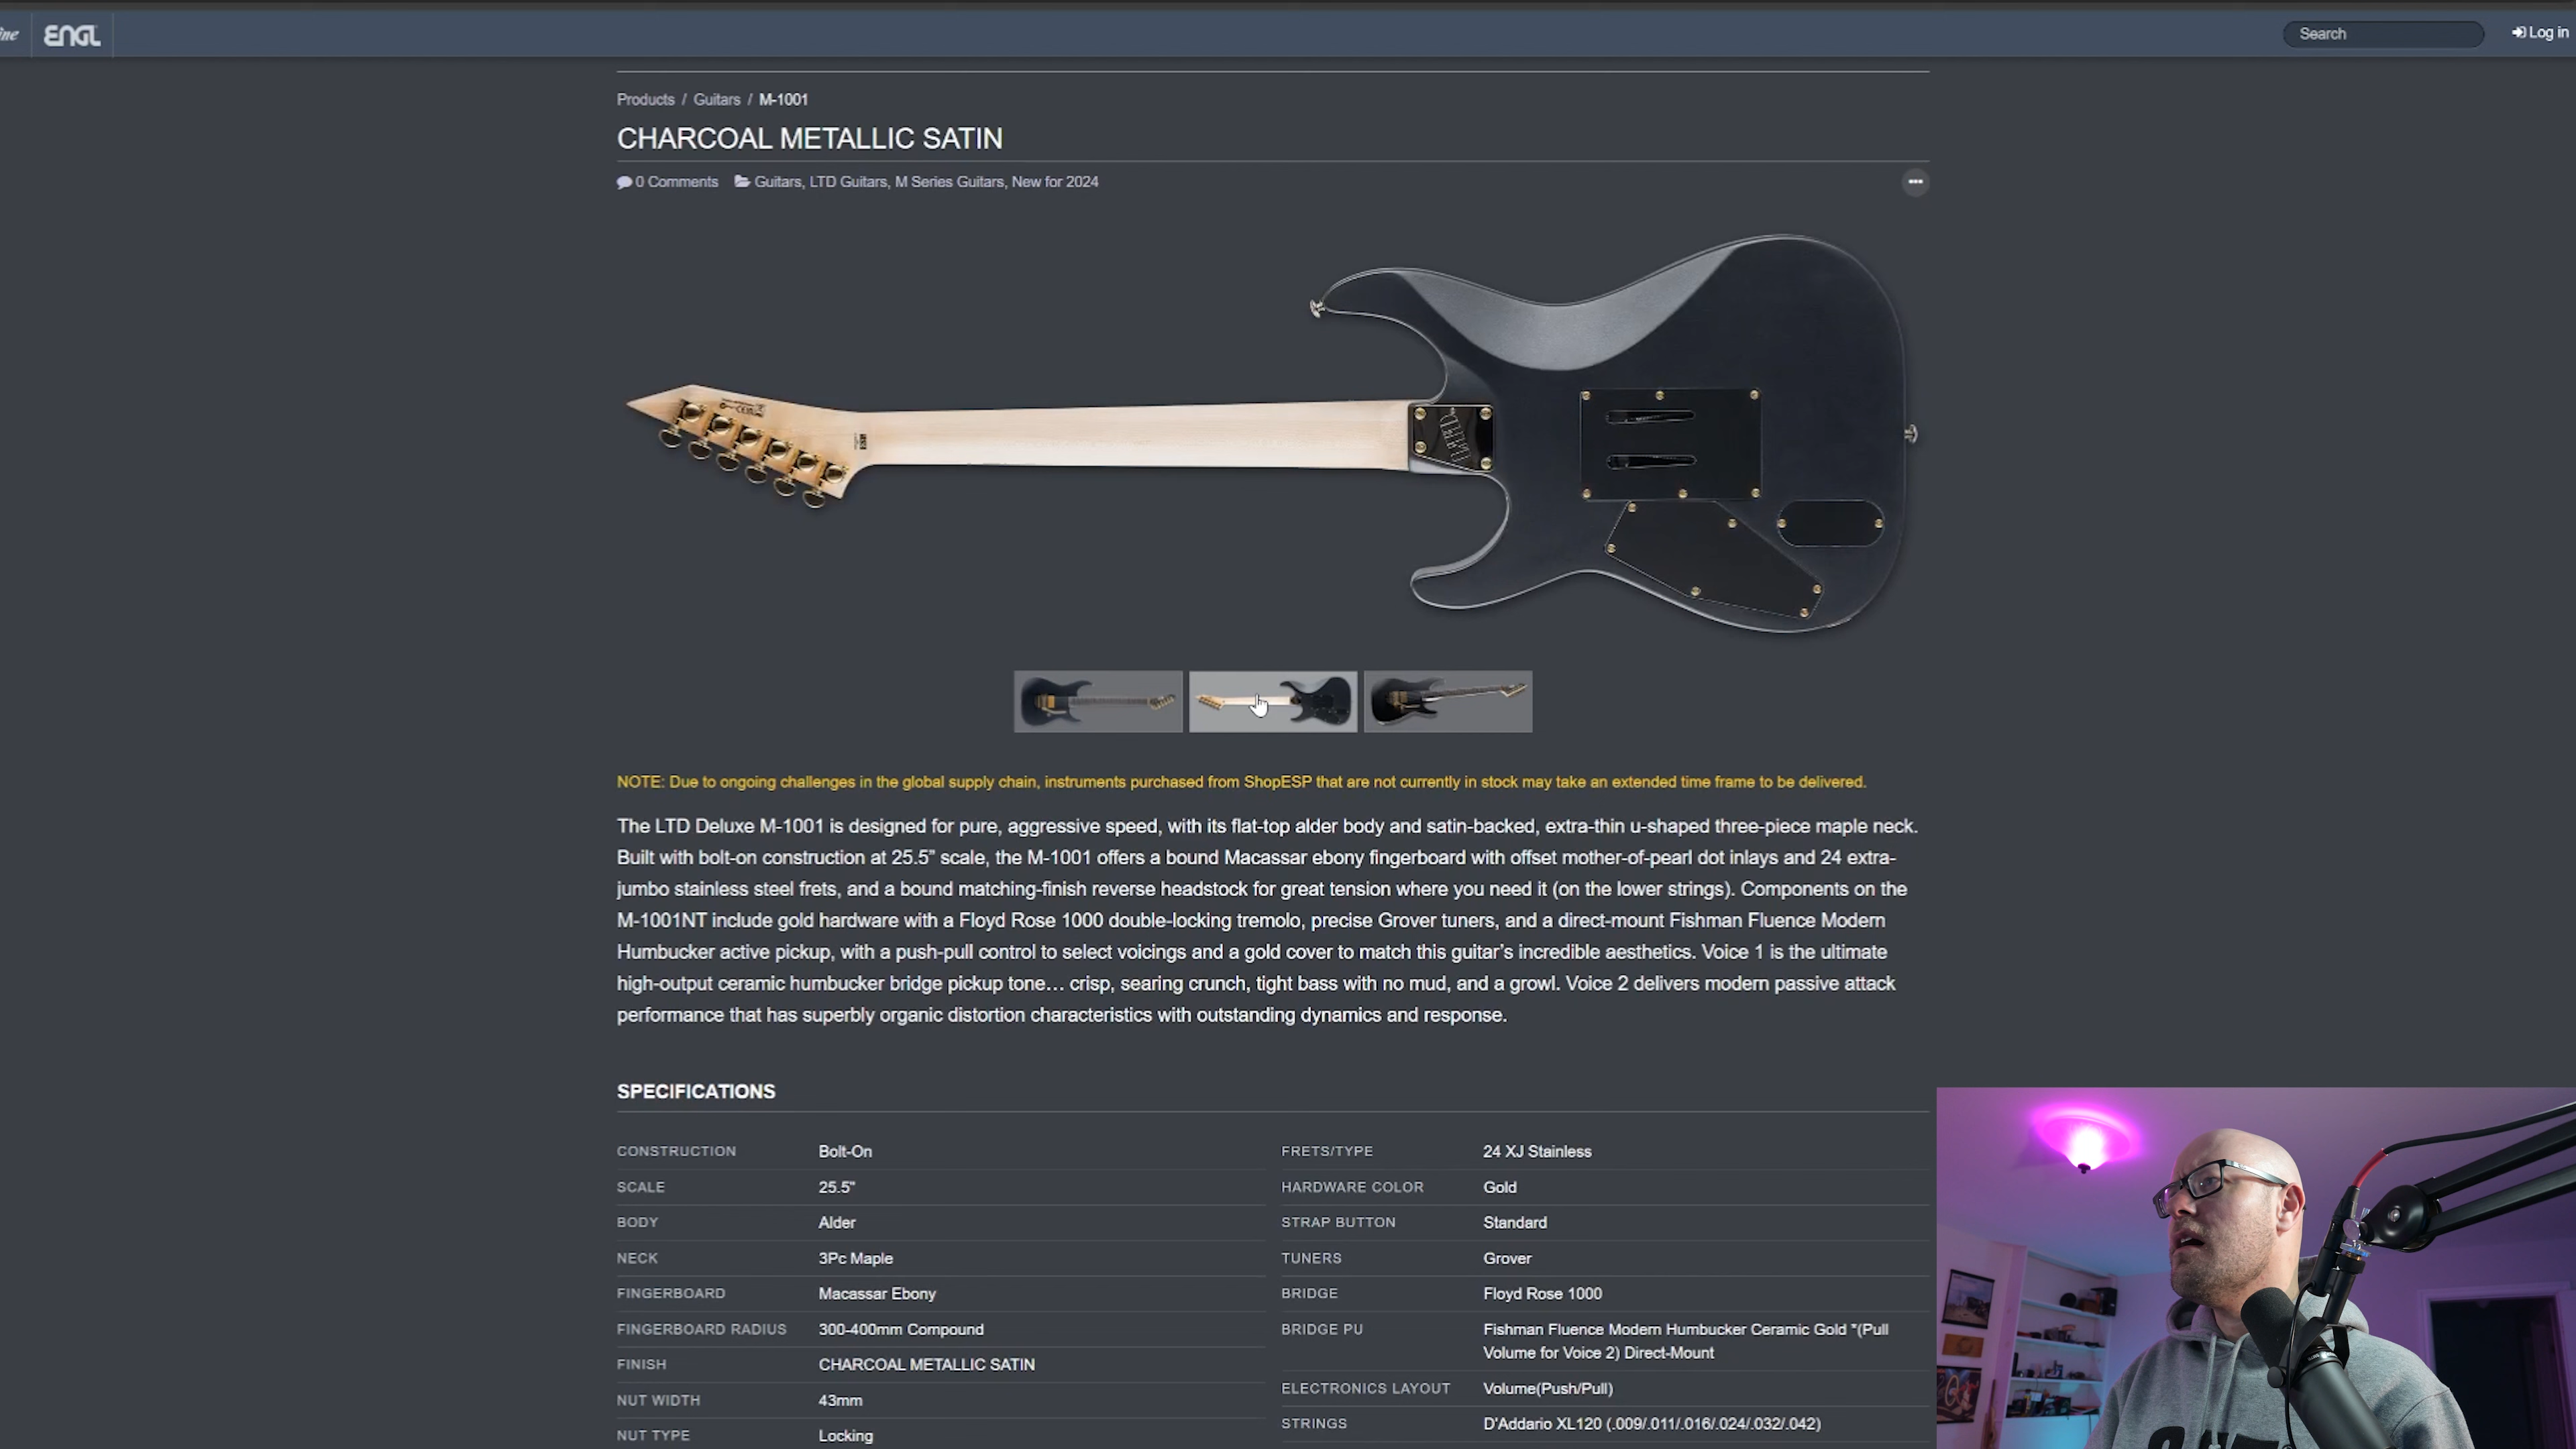 ENGL
Search
Log in
Products / Guitars / M-1001
CHARCOAL METALLIC SATIN
0 Comments Guitars, LTD Guitars, M Series Guitars, New for 2024
LTD
NOTE: Due to ongoing challenges in the global supply chain, instruments purchased from ShopESP that are not currently in stock may take an extended time frame to be delivered.
The LTD Deluxe M-1001 is designed for pure, aggressive speed, with its flat-top alder body and satin-backed, extra-thin u-shaped three-piece maple neck.
Built with bolt-on construction at 25.5” scale, the M-1001 offers a bound Macassar ebony fingerboard with offset mother-of-pearl dot inlays and 24 extra-
jumbo stainless steel frets, and a bound matching-finish reverse headstock for great tension where you need it (on the lower strings). Components on the
M-1001NT include gold hardware with a Floyd Rose 1000 double-locking tremolo, precise Grover tuners, and a direct-mount Fishman Fluence Modern
Humbucker active pickup, with a push-pull control to select voicings and a gold cover to match this guitar’s incredible aesthetics. Voice 1 is the ultimate
high-output ceramic humbucker bridge pickup tone… crisp, searing crunch, tight bass with no mud, and a growl. Voice 2 delivers modern passive attack
performance that has superbly organic distortion characteristics with outstanding dynamics and response.
SPECIFICATIONS
CONSTRUCTION Bolt-On
SCALE 25.5"
BODY Alder
NECK 3Pc Maple
FINGERBOARD Macassar Ebony
FINGERBOARD RADIUS 300-400mm Compound
FINISH CHARCOAL METALLIC SATIN
NUT WIDTH 43mm
NUT TYPE Locking
FRETS/TYPE 24 XJ Stainless
HARDWARE COLOR Gold
STRAP BUTTON Standard
TUNERS Grover
BRIDGE Floyd Rose 1000
BRIDGE PU Fishman Fluence Modern Humbucker Ceramic Gold *(Pull
Volume for Voice 2) Direct-Mount
ELECTRONICS LAYOUT Volume(Push/Pull)
STRINGS D'Addario XL120 (.009/.011/.016/.024/.032/.042)